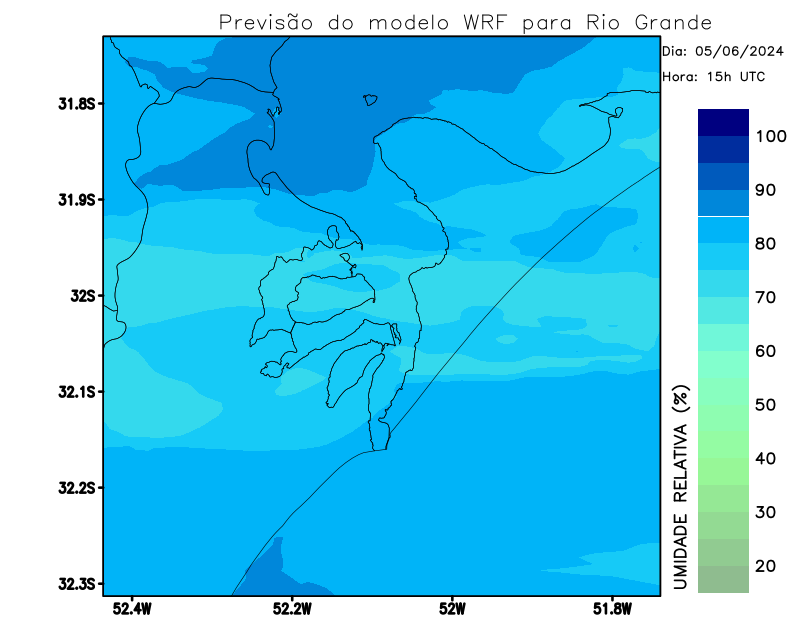 Previsão do modelo WRF para Rio Grande
Dia: 05/06/2024
Hora: 15h UTC
31.8S
31.9S
32S
32.1S
32.2S
32.3S
52.4W
52.2W
52W
51.8W
100
90
80
70
60
50
40
30
20
UMIDADE RELATIVA (%)